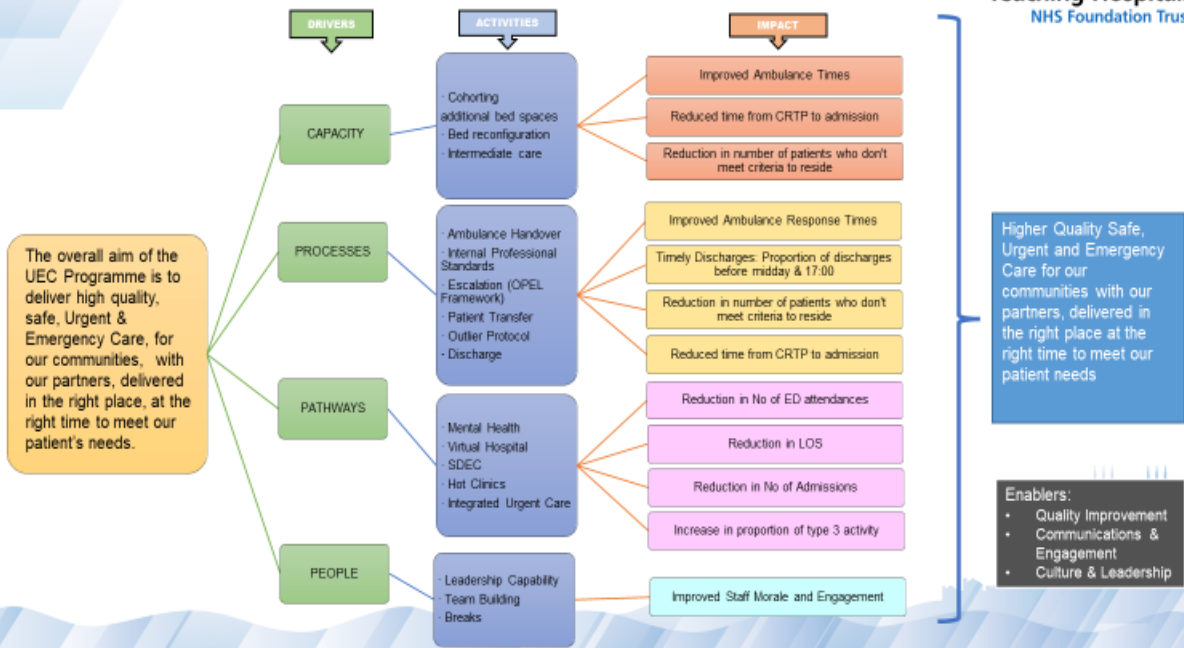 Teaching Hospitals
NHS Foundation Trus
DRIVERS
ACTIVITIES
IMPACT
The overall aim of the
UEC Programme is to
deliver high quality,
safe, Urgent &
Emergency Care, for
our communities, with
our partners, delivered
in the right place, at the
right time to meet our
patient's needs.
CAPACITY
· Cohorting
additional bed spaces
· Bed reconfiguration
· Intermediate care
Improved Ambulance Times
Reduced time from CRTP to admission
Reduction in number of patients who don't
meet criteria to reside
PROCESSES
· Ambulance Handover
· Internal Professional
Standards
· Escalation (OPEL
Framework)
· Patient Transfer
· Outlier Protocol
- Discharge
Improved Ambulance Response Times
Timely Discharges: Proportion of discharges
before midday & 17:00
Reduction in number of patients who don't
meet criteria to reside
Reduced time from CRTP to admission
PATHWAYS
· Mental Health
· Virtual Hospital
· SDEC
· Hot Clinics
· Integrated Urgent Care
Reduction in No of ED attendances
Reduction in LOS
Reduction in No of Admissions
Increase in proportion of type 3 activity
PEOPLE
· Leadership Capability
· Team Building
· Breaks
Improved Staff Morale and Engagement
Higher Quality Safe,
Urgent and Emergency
Care for our
communities with our
partners, delivered in
the right place at the
right time to meet our
patient needs
Enablers:
• Quality Improvement
• Communications &
Engagement
• Culture & Leadership